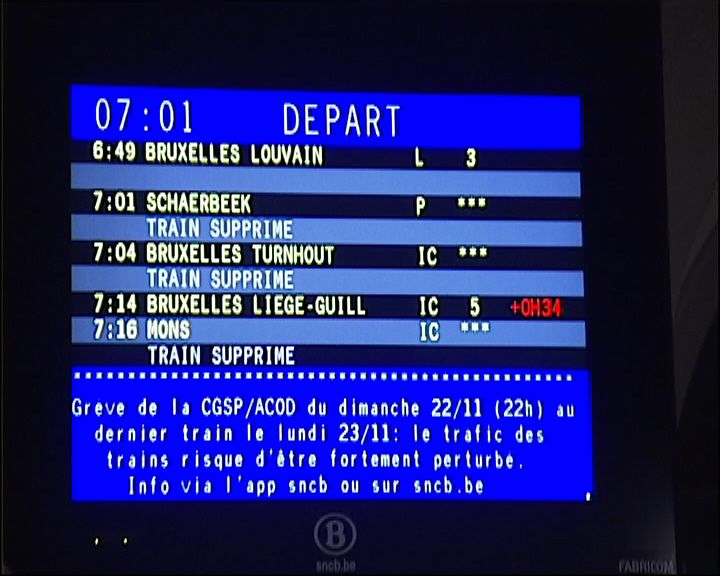 07:01 DEPART
6:49 BRUXELLES LOUVAIN L 3
7:01 SCHAERBEEK P ***
TRAIN SUPPRIME
7:04 BRUXELLES TURNHOUT IC ***
TRAIN SUPPRIME
7:14 BRUXELLES LIEGE-GUILL IC 5 +0H34
7:16 MONS IC ***
TRAIN SUPPRIME
Grève de la CGSP/ACOD du dimanche 22/11 (22h) au
dernier train le lundi 23/11: le trafic des
trains risque d'être fortement perturbé.
Info via l'app sncb ou sur sncb.be
B
sncb.be
FABRICOM